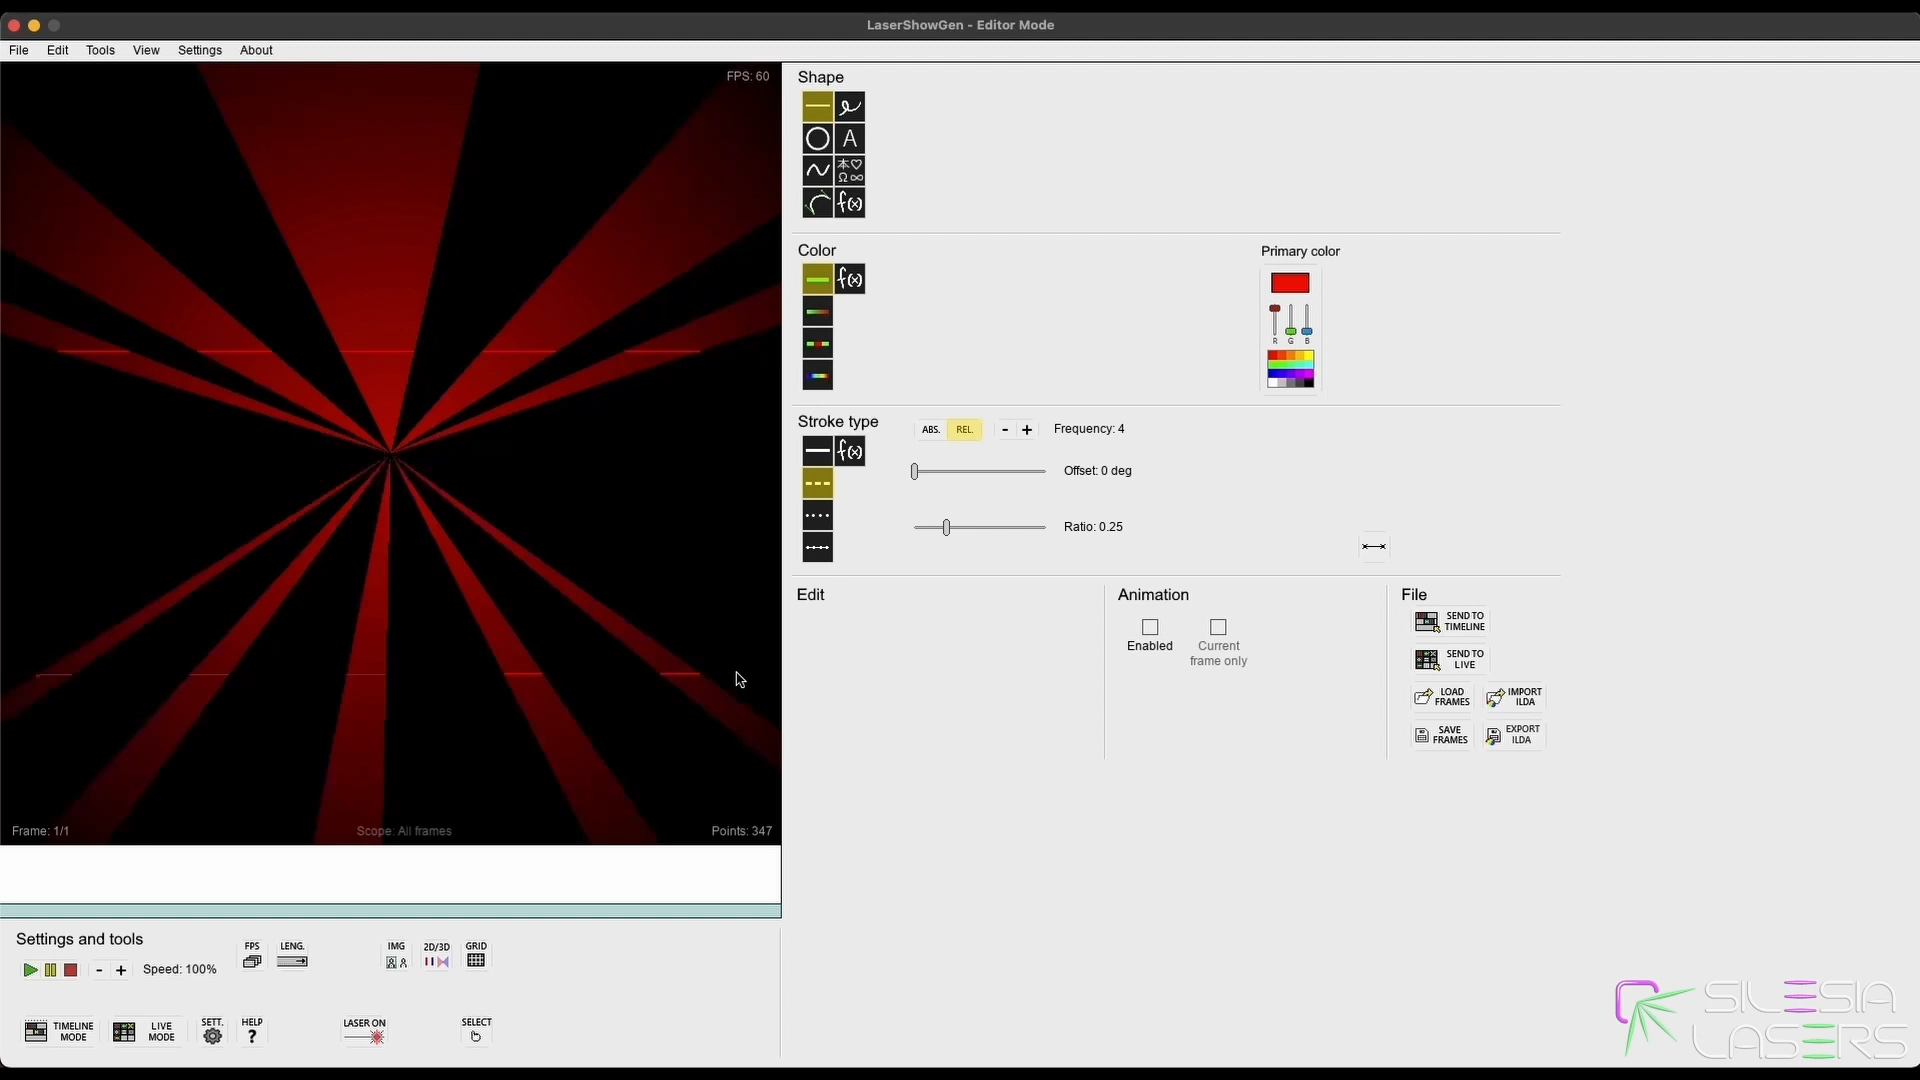 LaserShowGen - Editor Mode
File Edit Tools View Settings About
FPS: 60
Shape
A
本♡
Ω∞
f(x)
Color
f(x)
Primary color
R G B
Stroke type
f(x)
ABS. REL. - + Frequency: 4
Offset: 0 deg
Ratio: 0.25
Frame: 1/1
Scope: All frames
Points: 347
Edit
Animation
Enabled
Current
frame only
File
SEND TO
TIMELINE
SEND TO
LIVE
LOAD
FRAMES
IMPORT
ILDA
SAVE
FRAMES
EXPORT
ILDA
Settings and tools
- + Speed: 100%
FPS
LENG.
IMG
2D/3D
GRID
TIMELINE
MODE
LIVE
MODE
SETT.
HELP
?
LASER ON
SELECT
SILESIA
LASERS